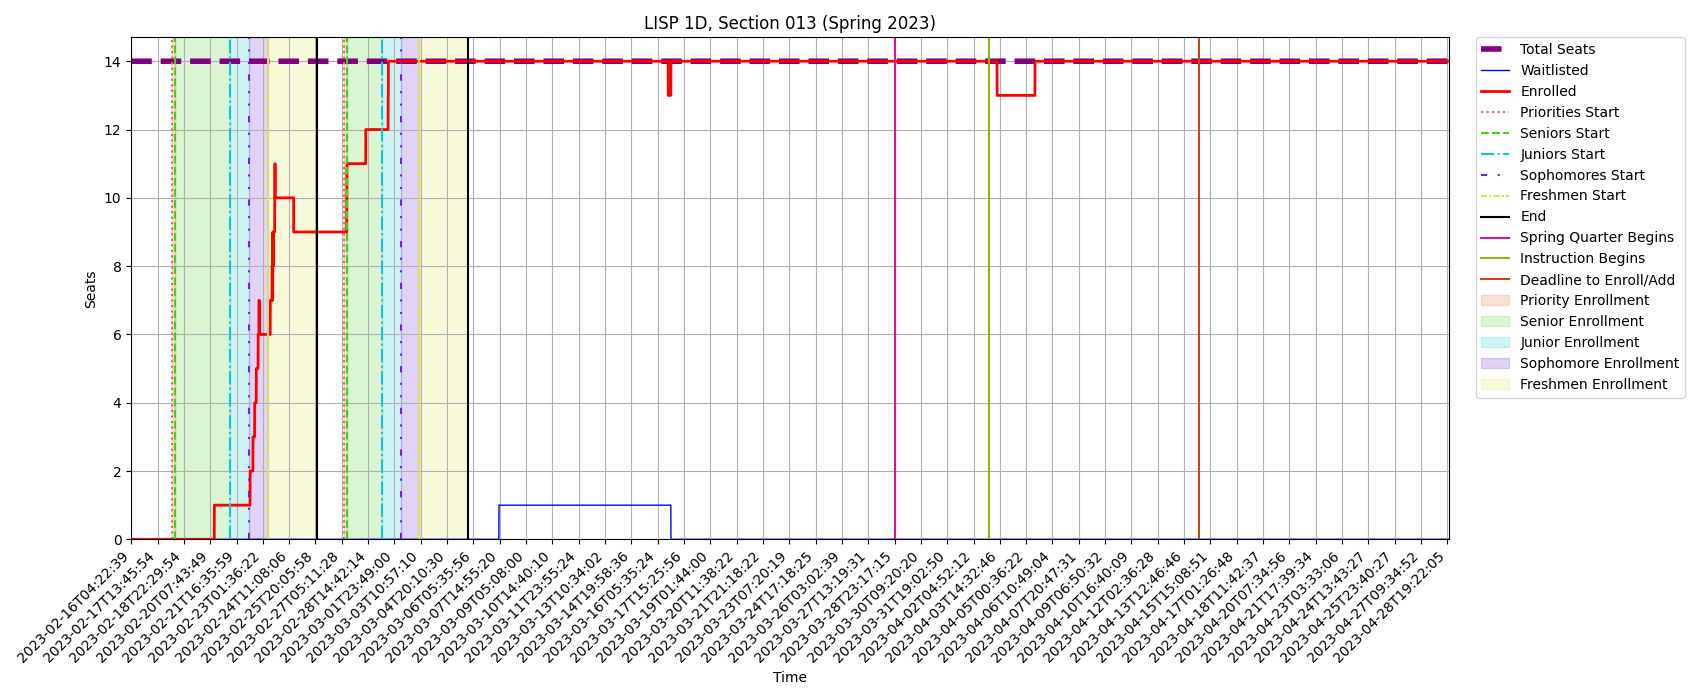 LISP 1D, Section 013 (Spring 2023)
Seats
14
12
10
8
6
4
2
0
2023-02-16T04:22:39
2023-02-17T13:45:54
2023-02-18T22:29:54
2023-02-20T07:43:49
2023-02-21T16:35:59
2023-02-23T01:36:22
2023-02-24T11:08:06
2023-02-25T20:05:58
2023-02-27T05:11:28
2023-02-28T14:42:14
2023-03-01T23:49:00
2023-03-03T10:57:10
2023-03-04T20:10:30
2023-03-06T05:35:56
2023-03-07T14:55:20
2023-03-09T05:08:00
2023-03-10T14:40:10
2023-03-11T23:55:24
2023-03-13T10:34:02
2023-03-14T19:58:36
2023-03-16T05:35:24
2023-03-17T15:25:56
2023-03-19T01:44:00
2023-03-20T11:38:22
2023-03-21T21:18:22
2023-03-23T07:20:19
2023-03-24T17:18:25
2023-03-26T03:02:39
2023-03-27T13:19:31
2023-03-28T23:17:15
2023-03-30T09:20:20
2023-03-31T19:02:50
2023-04-02T04:52:12
2023-04-03T14:32:46
2023-04-05T00:36:22
2023-04-06T10:49:04
2023-04-07T20:47:31
2023-04-09T06:50:32
2023-04-10T16:40:09
2023-04-12T02:36:28
2023-04-13T12:46:46
2023-04-15T15:08:51
2023-04-17T01:26:48
2023-04-18T11:42:37
2023-04-20T07:34:56
2023-04-21T17:39:34
2023-04-23T03:33:06
2023-04-24T13:43:27
2023-04-25T23:40:27
2023-04-27T09:34:52
2023-04-28T19:22:05
Time
Total Seats
Waitlisted
Enrolled
Priorities Start
Seniors Start
Juniors Start
Sophomores Start
Freshmen Start
End
Spring Quarter Begins
Instruction Begins
Deadline to Enroll/Add
Priority Enrollment
Senior Enrollment
Junior Enrollment
Sophomore Enrollment
Freshmen Enrollment